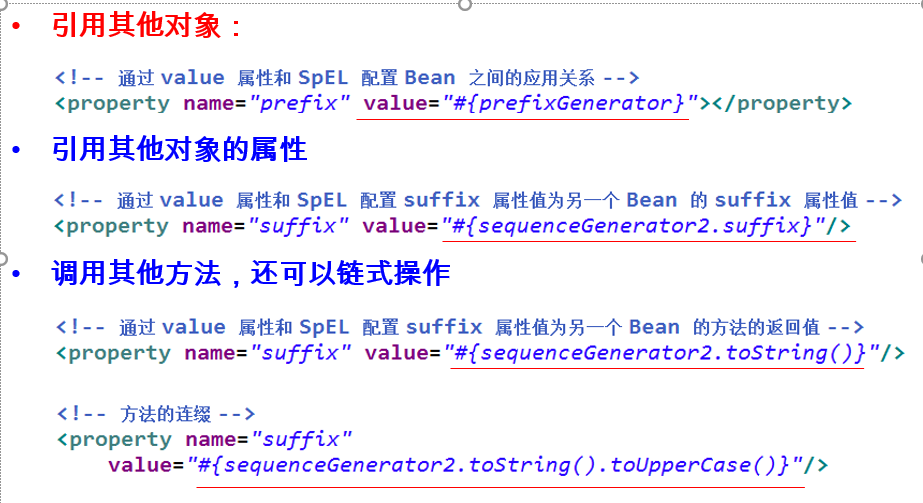 • 引用其他对象：
<!-- 通过 value 属性和 SpEL 配置 Bean 之间的应用关系 -->
<property name="prefix" value="#{prefixGenerator}"></property>
• 引用其他对象的属性
<!-- 通过 value 属性和 SpEL 配置 suffix 属性值为另一个 Bean 的 suffix 属性值 -->
<property name="suffix" value="#{sequenceGenerator2.suffix}"/>
• 调用其他方法，还可以链式操作
<!-- 通过 value 属性和 SpEL 配置 suffix 属性值为另一个 Bean 的方法的返回值 -->
<property name="suffix" value="#{sequenceGenerator2.toString()}"/>
<!-- 方法的连缀 -->
<property name="suffix"
value="#{sequenceGenerator2.toString().toUpperCase()}"/>